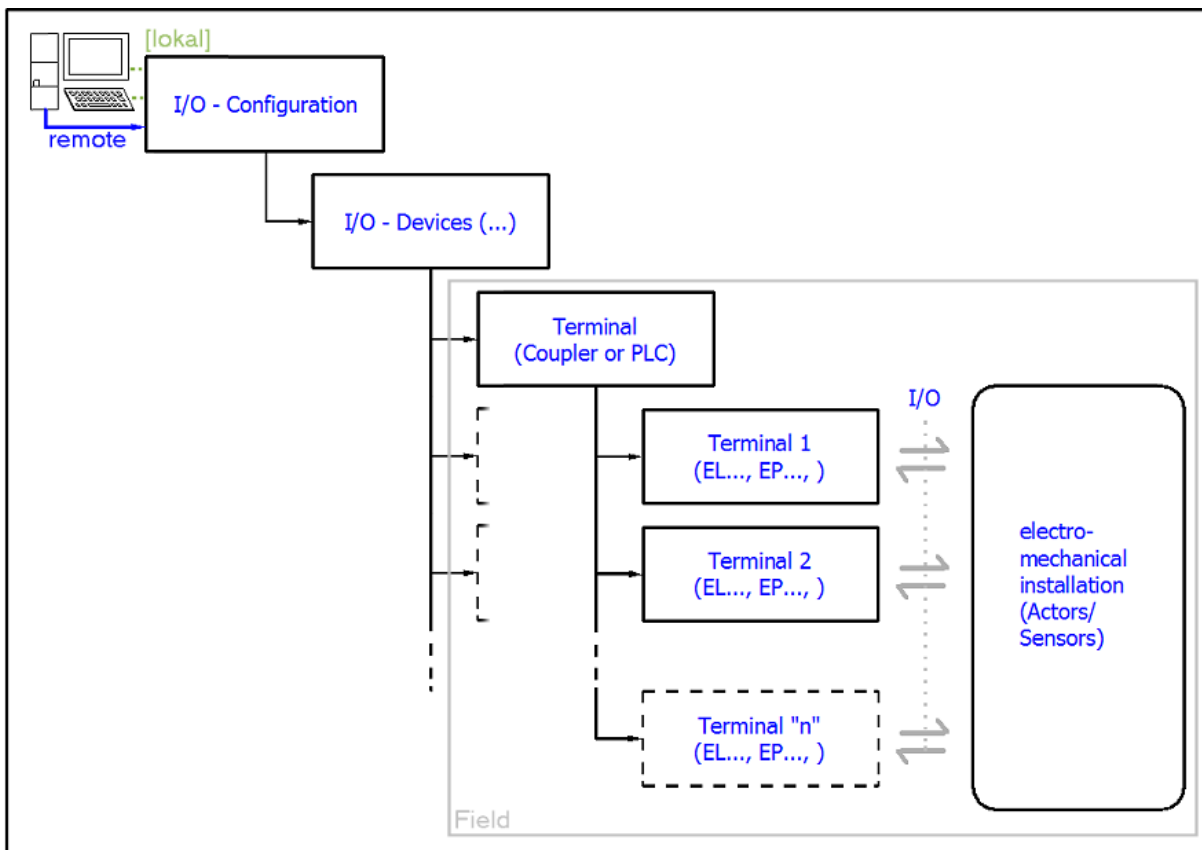 [lokal]
I/O - Configuration
remote
I/O - Devices (...)
Terminal
(Coupler or PLC)
I/O
Terminal 1
(EL..., EP..., )
Terminal 2
(EL..., EP..., )
electro-
mechanical
installation
(Actors/
Sensors)
Terminal "n"
(EL..., EP..., )
Field